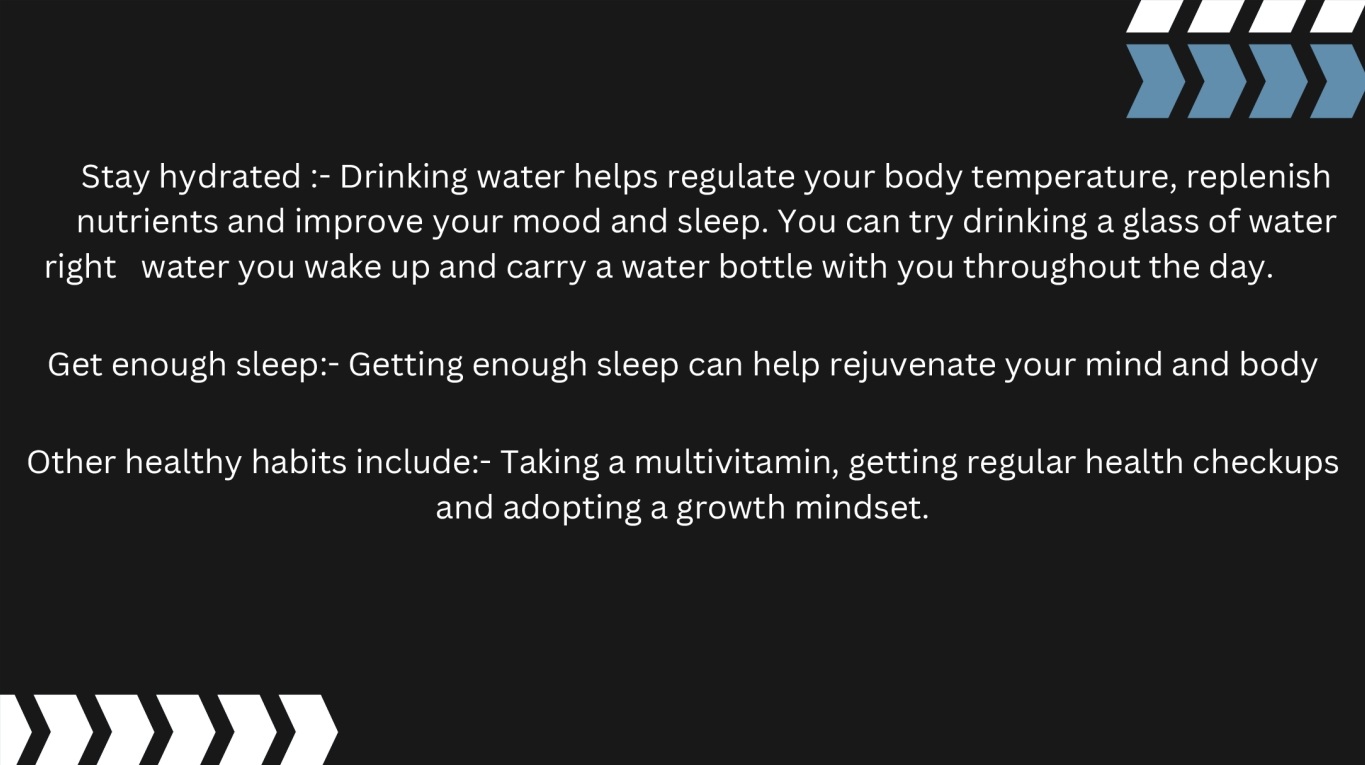 Stay hydrated :- Drinking water helps regulate your body temperature, replenish
nutrients and improve your mood and sleep. You can try drinking a glass of water
right water you wake up and carry a water bottle with you throughout the day.
Get enough sleep:- Getting enough sleep can help rejuvenate your mind and body
Other healthy habits include:- Taking a multivitamin, getting regular health checkups
and adopting a growth mindset.